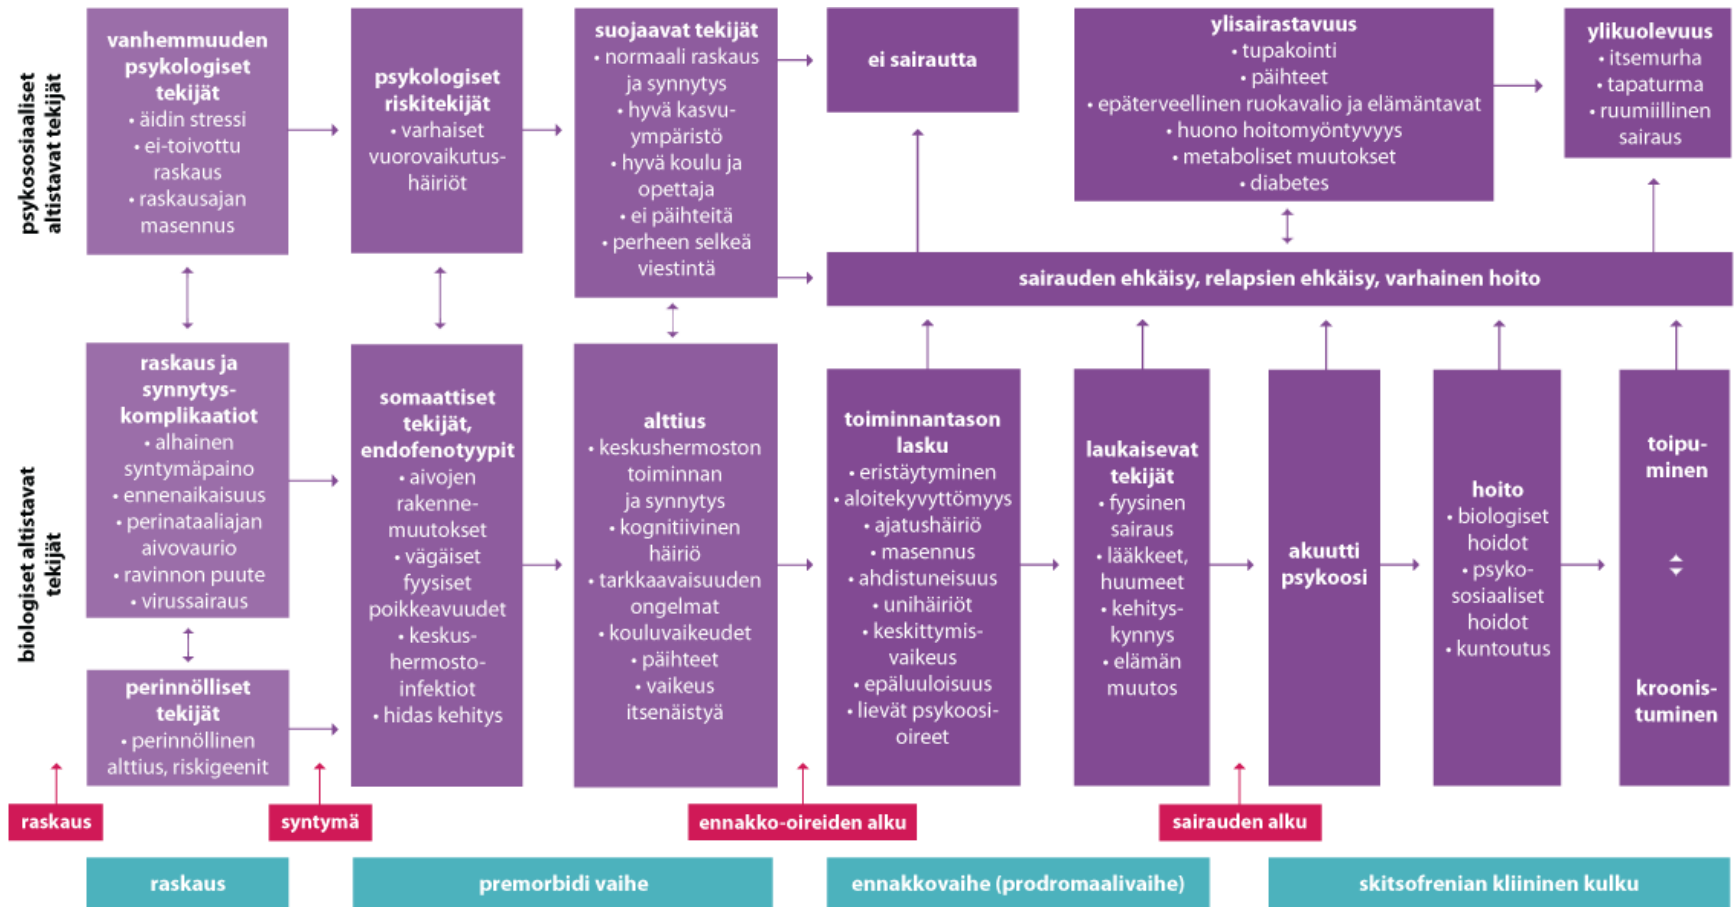 psykososiaaliset
altistavat tekijät
vanhemmuuden
psykologiset
tekijät
• äidin stressi
• ei-toivottu
raskaus
• raskausajan
masennus
psykologiset
riskitekijät
• varhaiset
vuorovaikutus-
häiriöt
suojaavat tekijät
• normaali raskaus
ja synnytys
• hyvä kasvu-
ympäristö
• hyvä koulu ja
opettaja
• ei päihteitä
• perheen selkeä
viestintä
ei sairautta
ylisairastavuus
• tupakointi
• päihteet
• epäterveellinen ruokavalio ja elämäntavat
• huono hoitomyöntyvyys
• metaboliset muutokset
• diabetes
ylikuolevuus
• itsemurha
• tapaturma
• ruumiillinen
sairaus
sairauden ehkäisy, relapsien ehkäisy, varhainen hoito
biologiset altistavat
tekijät
raskaus ja
synnytys-
komplikaatiot
• alhainen
syntymäpaino
• ennenaikaisuus
• perinataaliajan
aivovaurio
• ravinnon puute
• virussairaus
perinnölliset
tekijät
• perinnöllinen
alttius, riskigeenit
somaattiset
tekijät,
endofenotyypit
• aivojen
rakenne-
muutokset
• vägäiset
fyysiset
poikkeavuudet
• keskus-
hermosto-
infektiot
• hidas kehitys
alttius
• keskushermoston
toiminnan
ja synnytys
• kognitiivinen
häiriö
• tarkkaavaisuuden
ongelmat
• kouluvaikeudet
• päihteet
• vaikeus
itsenäistyä
toiminnantason
lasku
• eristäytyminen
• aloitekyvyttömyys
• ajatushäiriö
• masennus
• ahdistuneisuus
• unihäiriöt
• keskittymis-
vaikeus
• epäluuloisuus
• lievät psykoosi-
oireet
laukaisevat
tekijät
• fyysinen
sairaus
• lääkkeet,
huumeet
• kehitys-
kynnys
• elämän
muutos
akuutti
psykoosi
hoito
• biologiset
hoidot
• psyko-
sosiaaliset
hoidot
• kuntoutus
toipu-
minen
kroonis-
tuminen
raskaus
syntymä
ennakko-oireiden alku
sairauden alku
raskaus
premorbidi vaihe
ennakkovaihe (prodromaalivaihe)
skitsofrenian kliininen kulku